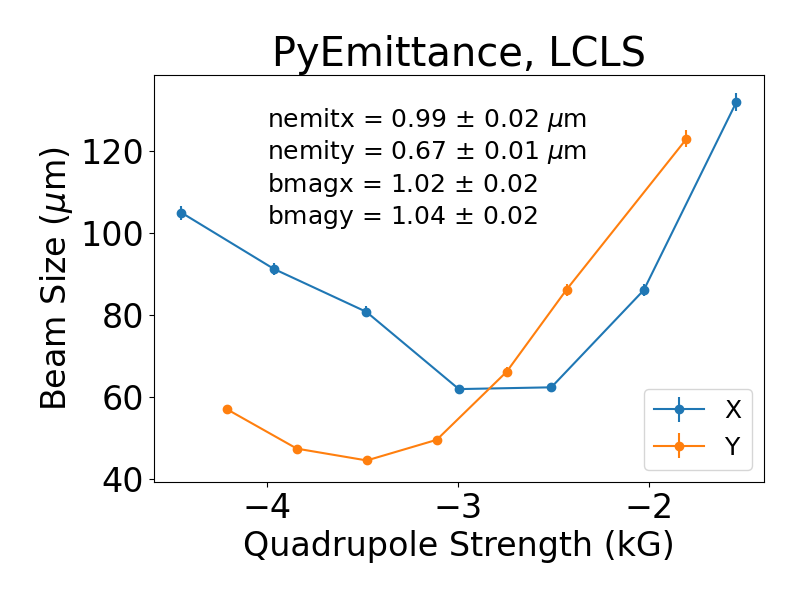 PyEmittance, LCLS
nemitx = 0.99 ± 0.02 μm
nemity = 0.67 ± 0.01 μm
bmagx = 1.02 ± 0.02
bmagy = 1.04 ± 0.02
120
100
80
60
40
Beam Size (μm)
X
Y
−4
−3
−2
Quadrupole Strength (kG)